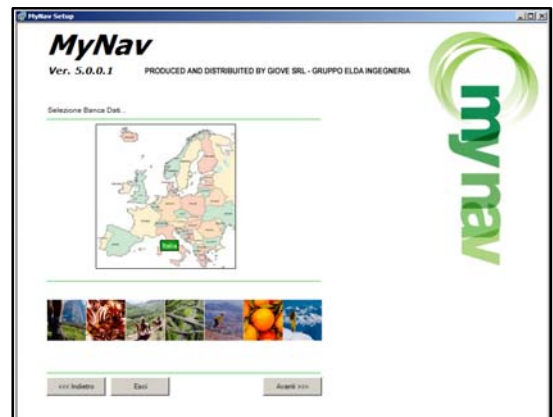 MyNav Setup
MyNav
Ver. 5.0.0.1
PRODUCED AND DISTRIBUITED BY GIOVE SRL - GRUPPO ELDA INGEGNERIA
Selezione Banca Dati...
Italia
mynav
<<< Indietro
Esci
Avanti >>>